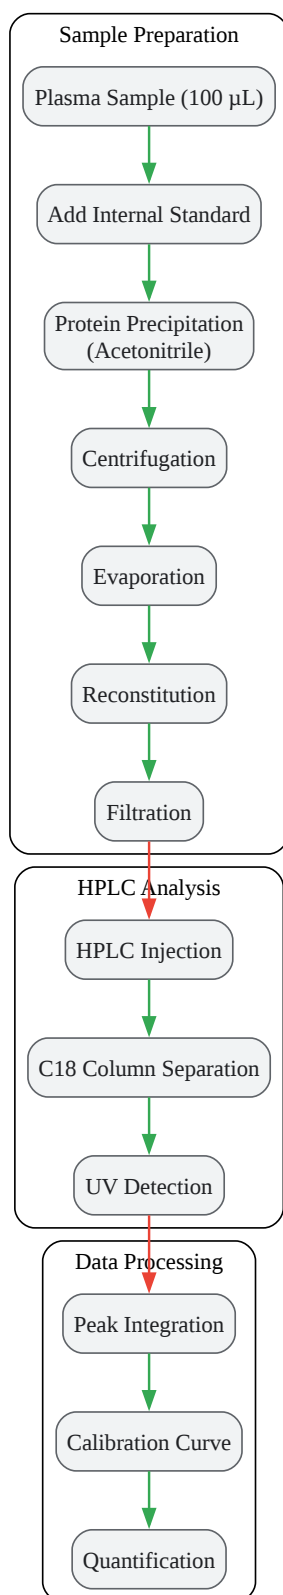 Sample Preparation
Plasma Sample (100 µL)
Add Internal Standard
Protein Precipitation
(Acetonitrile)
Centrifugation
Evaporation
Reconstitution
Filtration
HPLC Analysis
HPLC Injection
C18 Column Separation
UV Detection
Data Processing
Peak Integration
Calibration Curve
Quantification